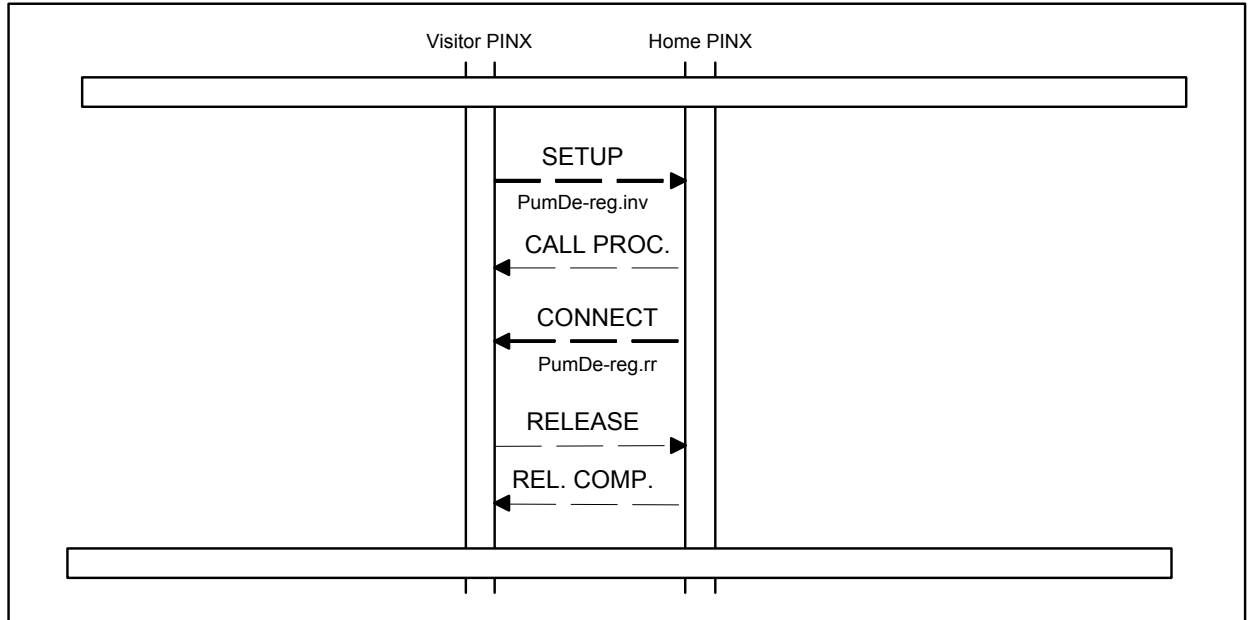 Visitor PINX Home PINX
SETUP
PumDe-reg.inv
CALL PROC.
CONNECT
PumDe-reg.rr
RELEASE
REL. COMP.